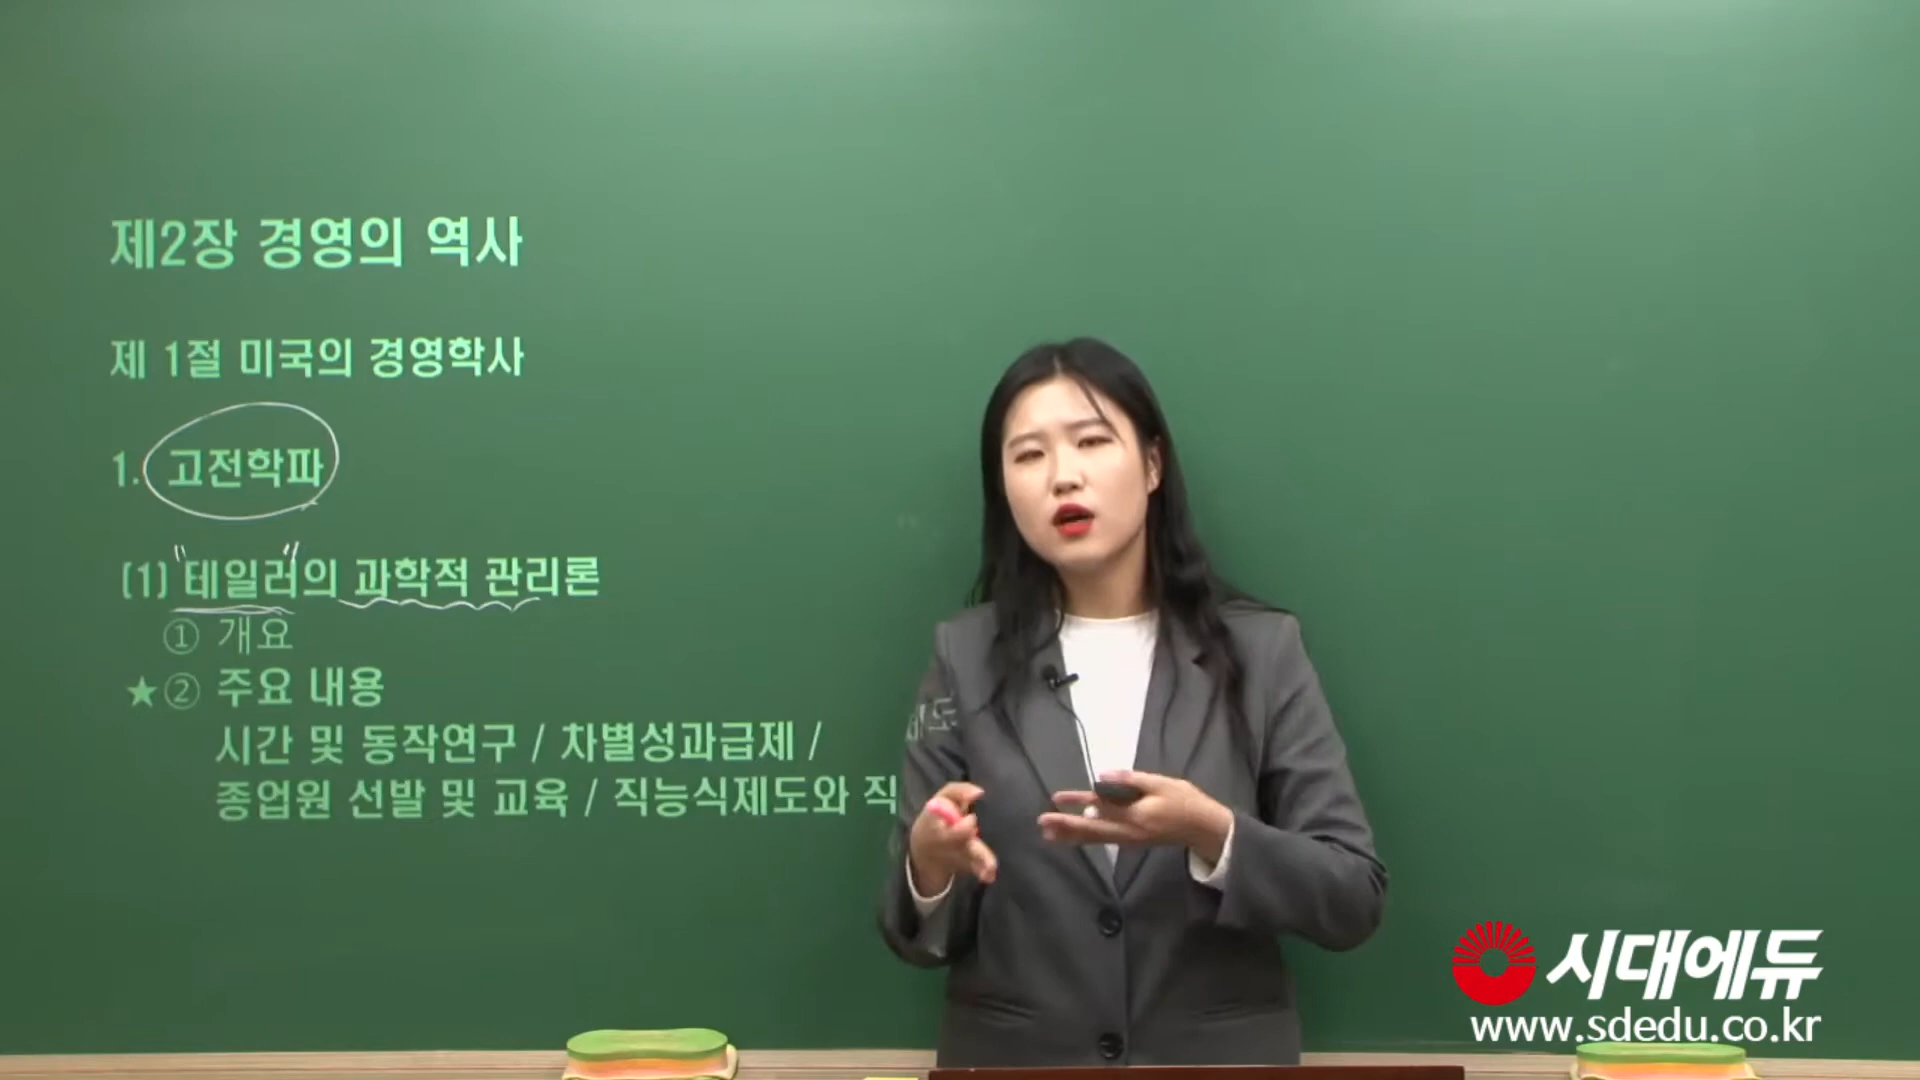 제2장 경영의 역사
제 1절 미국의 경영학사
1. 고전학파
(1) "테일러"의 과학적 관리론
① 개요
★② 주요 내용
시간 및 동작연구 / 차별성과급제 /
종업원 선발 및 교육 / 직능식제도와 직
시대에듀
www.sdedu.co.kr